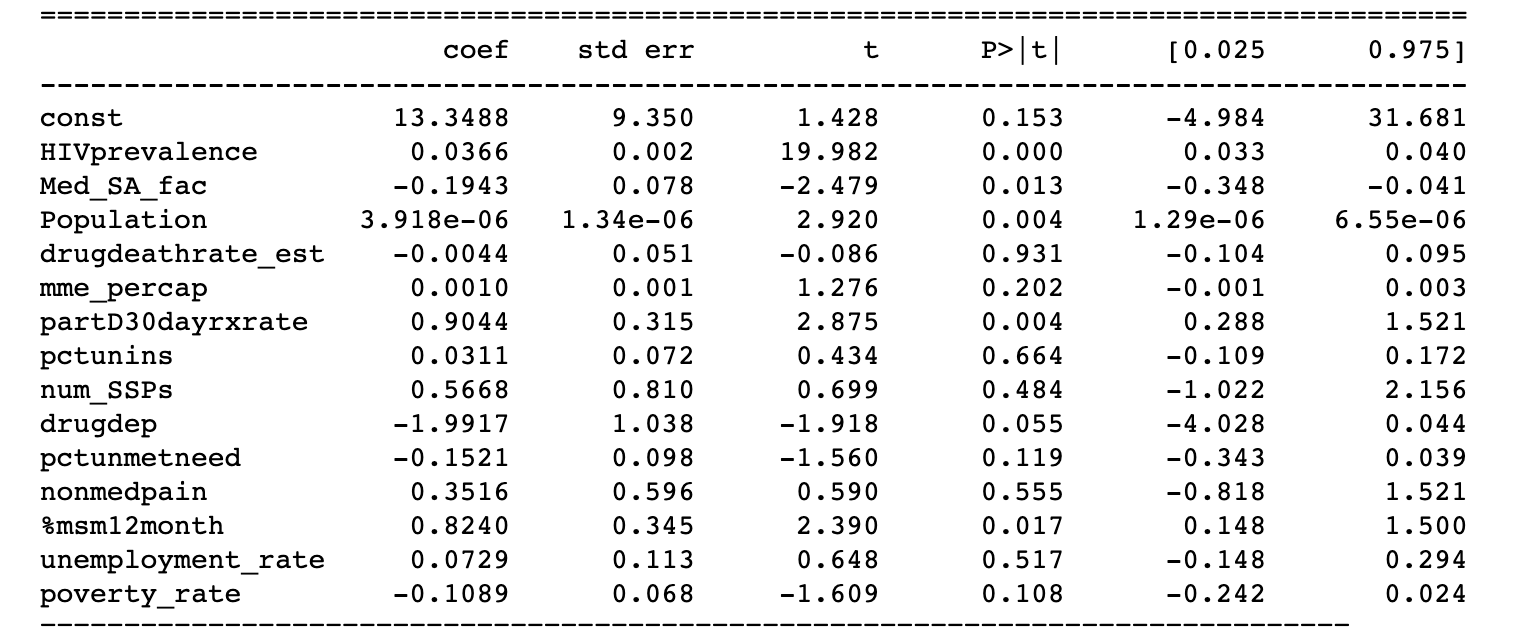 ==============================================================================
coef std err t P>|t| [0.025 0.975]
------------------------------------------------------------------------------
const 13.3488 9.350 1.428 0.153 -4.984 31.681
HIVprevalence 0.0366 0.002 19.982 0.000 0.033 0.040
Med_SA_fac -0.1943 0.078 -2.479 0.013 -0.348 -0.041
Population 3.918e-06 1.34e-06 2.920 0.004 1.29e-06 6.55e-06
drugdeathrate_est -0.0044 0.051 -0.086 0.931 -0.104 0.095
mme_percap 0.0010 0.001 1.276 0.202 -0.001 0.003
partD30dayrxrate 0.9044 0.315 2.875 0.004 0.288 1.521
pctunins 0.0311 0.072 0.434 0.664 -0.109 0.172
num_SSPs 0.5668 0.810 0.699 0.484 -1.022 2.156
drugdep -1.9917 1.038 -1.918 0.055 -4.028 0.044
pctunmetneed -0.1521 0.098 -1.560 0.119 -0.343 0.039
nonmedpain 0.3516 0.596 0.590 0.555 -0.818 1.521
%msm12month 0.8240 0.345 2.390 0.017 0.148 1.500
unemployment_rate 0.0729 0.113 0.648 0.517 -0.148 0.294
poverty_rate -0.1089 0.068 -1.609 0.108 -0.242 0.024
------------------------------------------------------------------------------